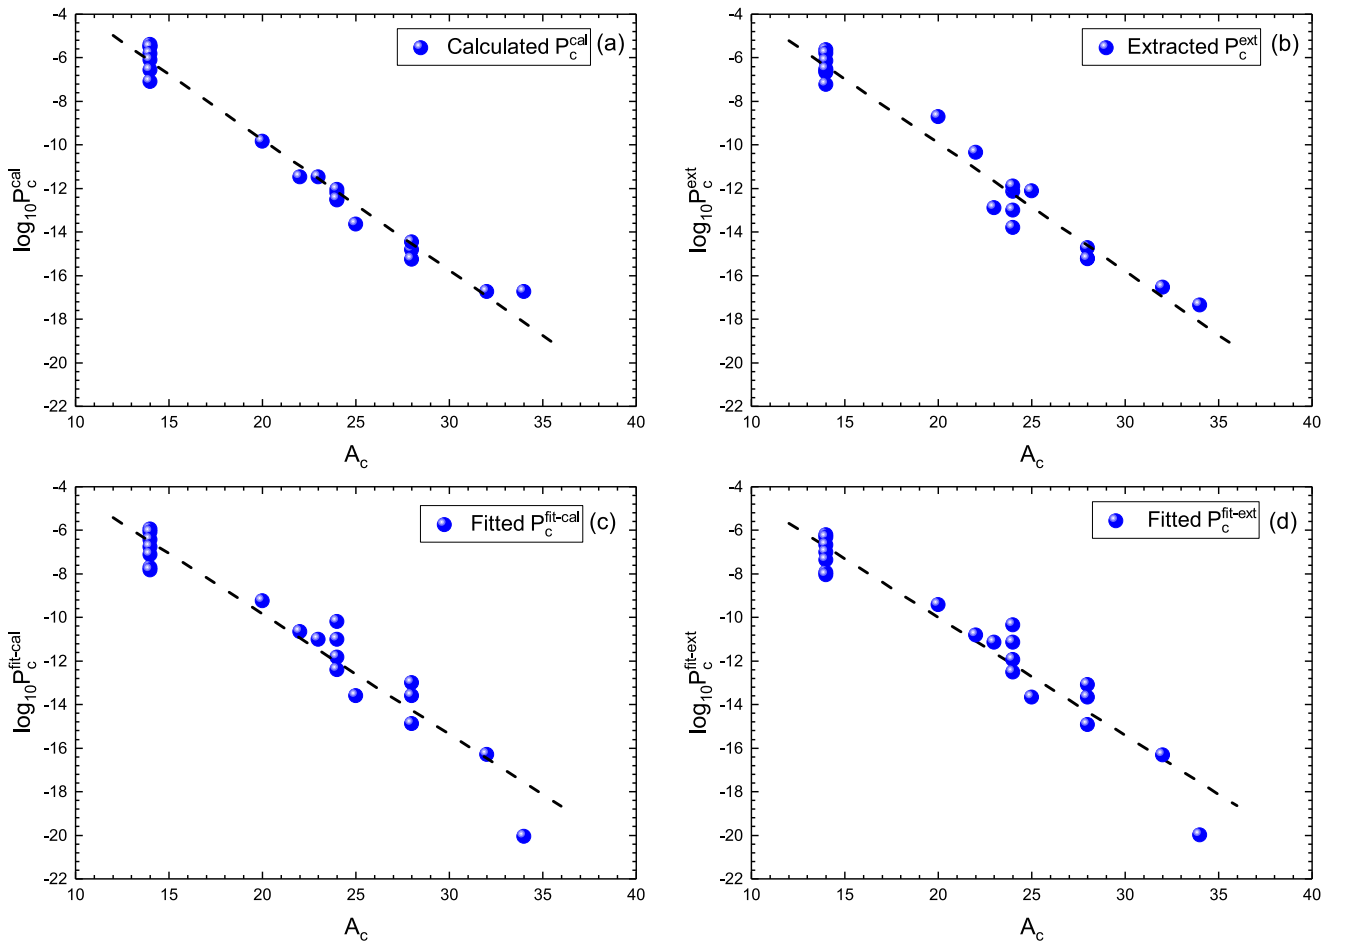 Calculated P_c^cal (a)
log10P_c^cal
-4
-6
-8
-10
-12
-14
-16
-18
-20
-22
10 15 20 25 30 35 40
A_c
Extracted P_c^ext (b)
log10P_c^ext
-4
-6
-8
-10
-12
-14
-16
-18
-20
-22
10 15 20 25 30 35 40
A_c
Fitted P_c^fit-cal (c)
log10P_c^fit-cal
-4
-6
-8
-10
-12
-14
-16
-18
-20
-22
10 15 20 25 30 35 40
A_c
Fitted P_c^fit-ext (d)
log10P_c^fit-ext
-4
-6
-8
-10
-12
-14
-16
-18
-20
-22
10 15 20 25 30 35 40
A_c